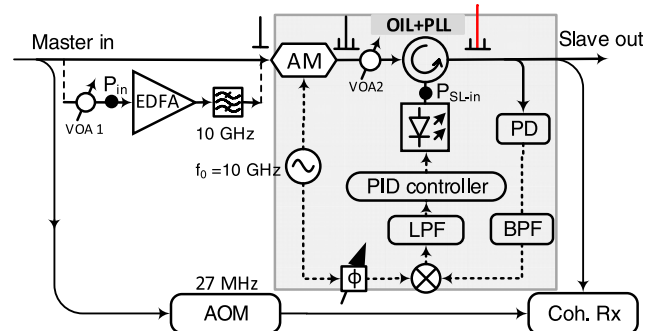 OIL+PLL
Master in
Slave out
AM
VOA2
P_in
EDFA
VOA 1
10 GHz
P_SL-in
PD
f₀ =10 GHz
PID controller
LPF
BPF
ϕ
27 MHz
AOM
Coh. Rx